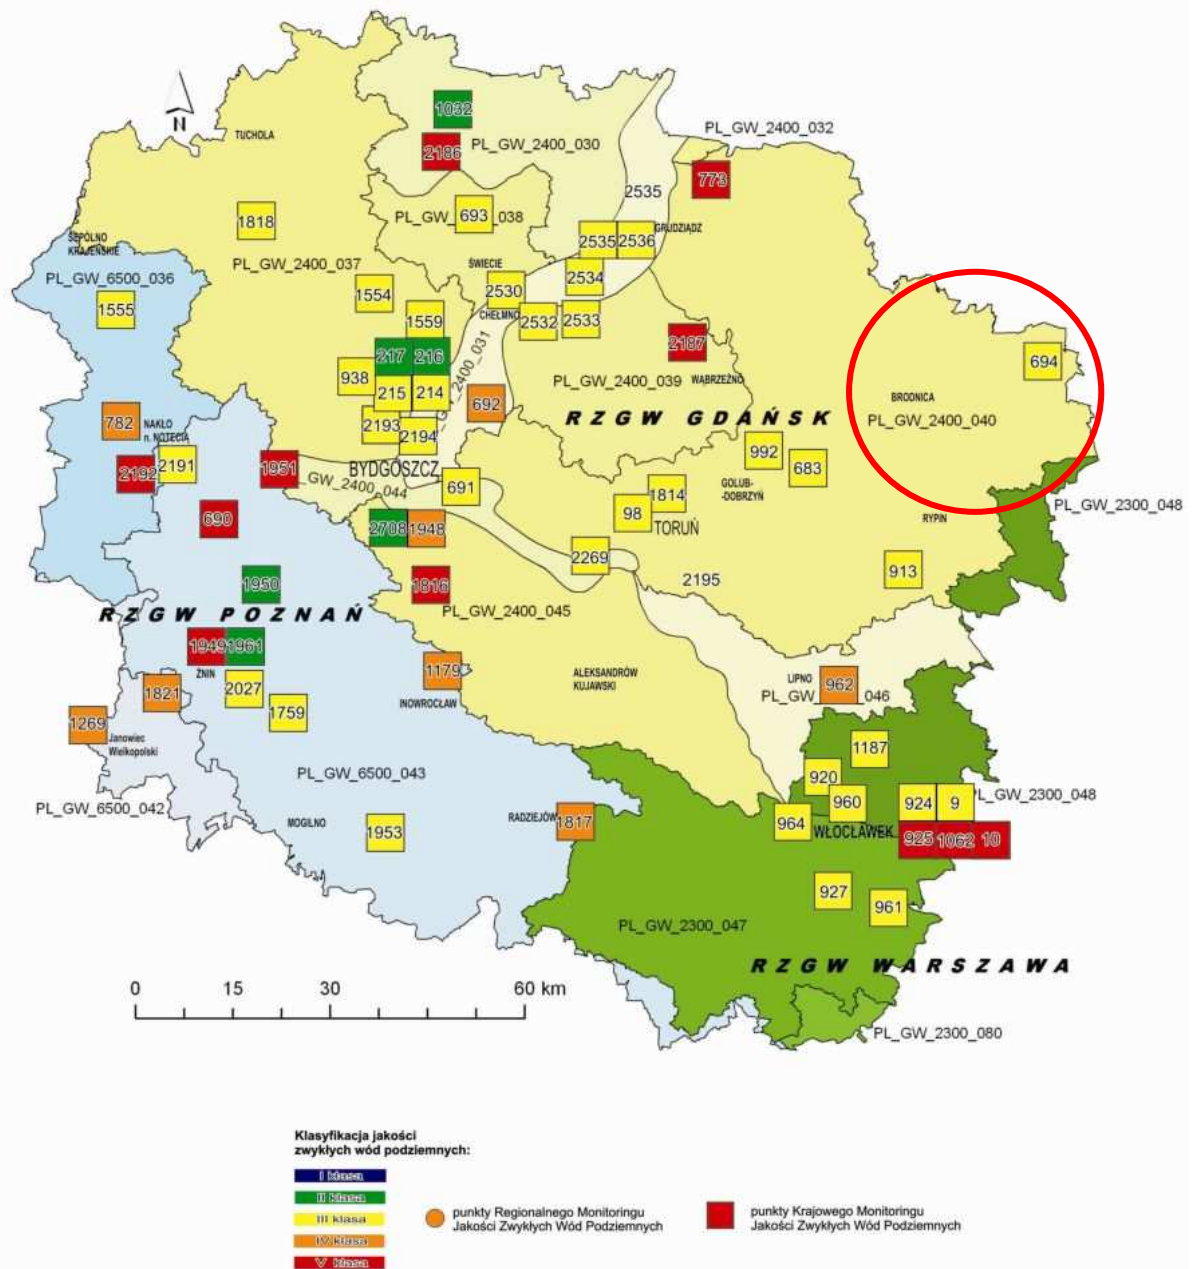 1032
PL_GW_2400_032
TUCHOLA
2186
PL_GW_2400_030
N
773
2535
1818
PL_GW_
693
_038
2535
2536
GRUDZIĄDZ
SĘPÓLNO
KRAJEŃSKIE
PL_GW_6500_036
PL_GW_2400_037
ŚWIECIE
2534
1554
2530
1555
CHEŁMNO
2532
2533
1559
2400_031
2187
217
216
694
938
PL_GW_2400_039
WĄBRZEŹNO
215
214
692
BRODNICA
782
NAKŁO
n. NOTECIĄ
2193
RZGW GDAŃSK
PL_GW_2400_040
2194
992
2192
2191
1951
BYDGOSZCZ
683
_GW_2400_044
691
1814
GOLUB-
-DOBRZYŃ
690
98
TORUŃ
PL_GW_2300_048
2708
1948
RYPIN
2269
913
1950
1816
2195
RZGW POZNAŃ
PL_GW_2400_045
1949
1961
ŻNIN
1179
ALEKSANDRÓW
KUJAWSKI
LIPNO
962
1821
2027
PL_GW_
_046
INOWROCŁAW
1269
1759
Janowiec
Wielkopolski
1187
PL_GW_6500_043
920
PL_GW_6500_042
960
924
9
PL_GW_2300_048
MOGILNO
1953
RADZIEJÓW
1817
964
WŁOCŁAWEK
925
1062
10
927
961
PL_GW_2300_047
RZGW WARSZAWA
0
15
30
60 km
PL_GW_2300_080
Klasyfikacja jakości
zwykłych wód podziemnych:
I klasa
II klasa
III klasa
IV klasa
V klasa
punkty Regionalnego Monitoringu
Jakości Zwykłych Wód Podziemnych
punkty Krajowego Monitoringu
Jakości Zwykłych Wód Podziemnych